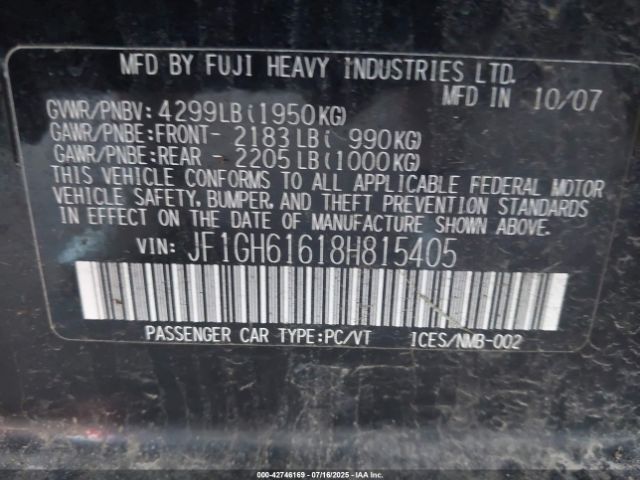 MFD BY FUJI HEAVY INDUSTRIES LTD.
MFD IN 10/07
GVWR/PNBV: 4299LB(1950KG)
GAWR/PNBE:FRONT- 2183LB( 990KG)
GAWR/PNBE:REAR - 2205LB(1000KG)
THIS VEHICLE CONFORMS TO ALL APPLICABLE FEDERAL MOTOR
VEHICLE SAFETY, BUMPER, AND THEFT PREVENTION STANDARDS
IN EFFECT ON THE DATE OF MANUFACTURE SHOWN ABOVE.
VIN: JF1GH61618H815405
PASSENGER CAR TYPE:PC/VT ICES/NMB-002
000-42746169 - 07/16/2025 - IAA Inc.